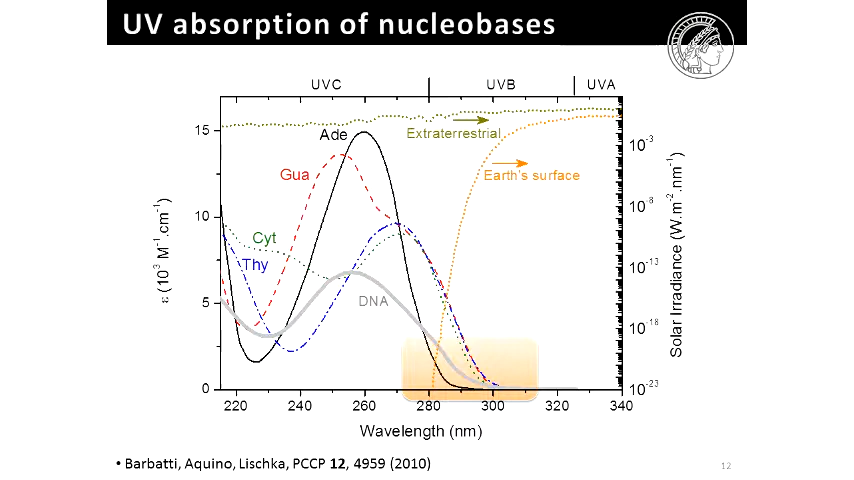 UV absorption of nucleobases
UVC
UVB
UVA
15
10
5
0
ε (10³ M⁻¹.cm⁻¹)
Ade
Gua
Cyt
Thy
DNA
Extraterrestrial
Earth's surface
10⁻³
10⁻⁸
10⁻¹³
10⁻¹⁸
10⁻²³
Solar Irradiance (W.m⁻².nm⁻¹)
220 240 260 280 300 320 340
Wavelength (nm)
• Barbatti, Aquino, Lischka, PCCP 12, 4959 (2010)
12